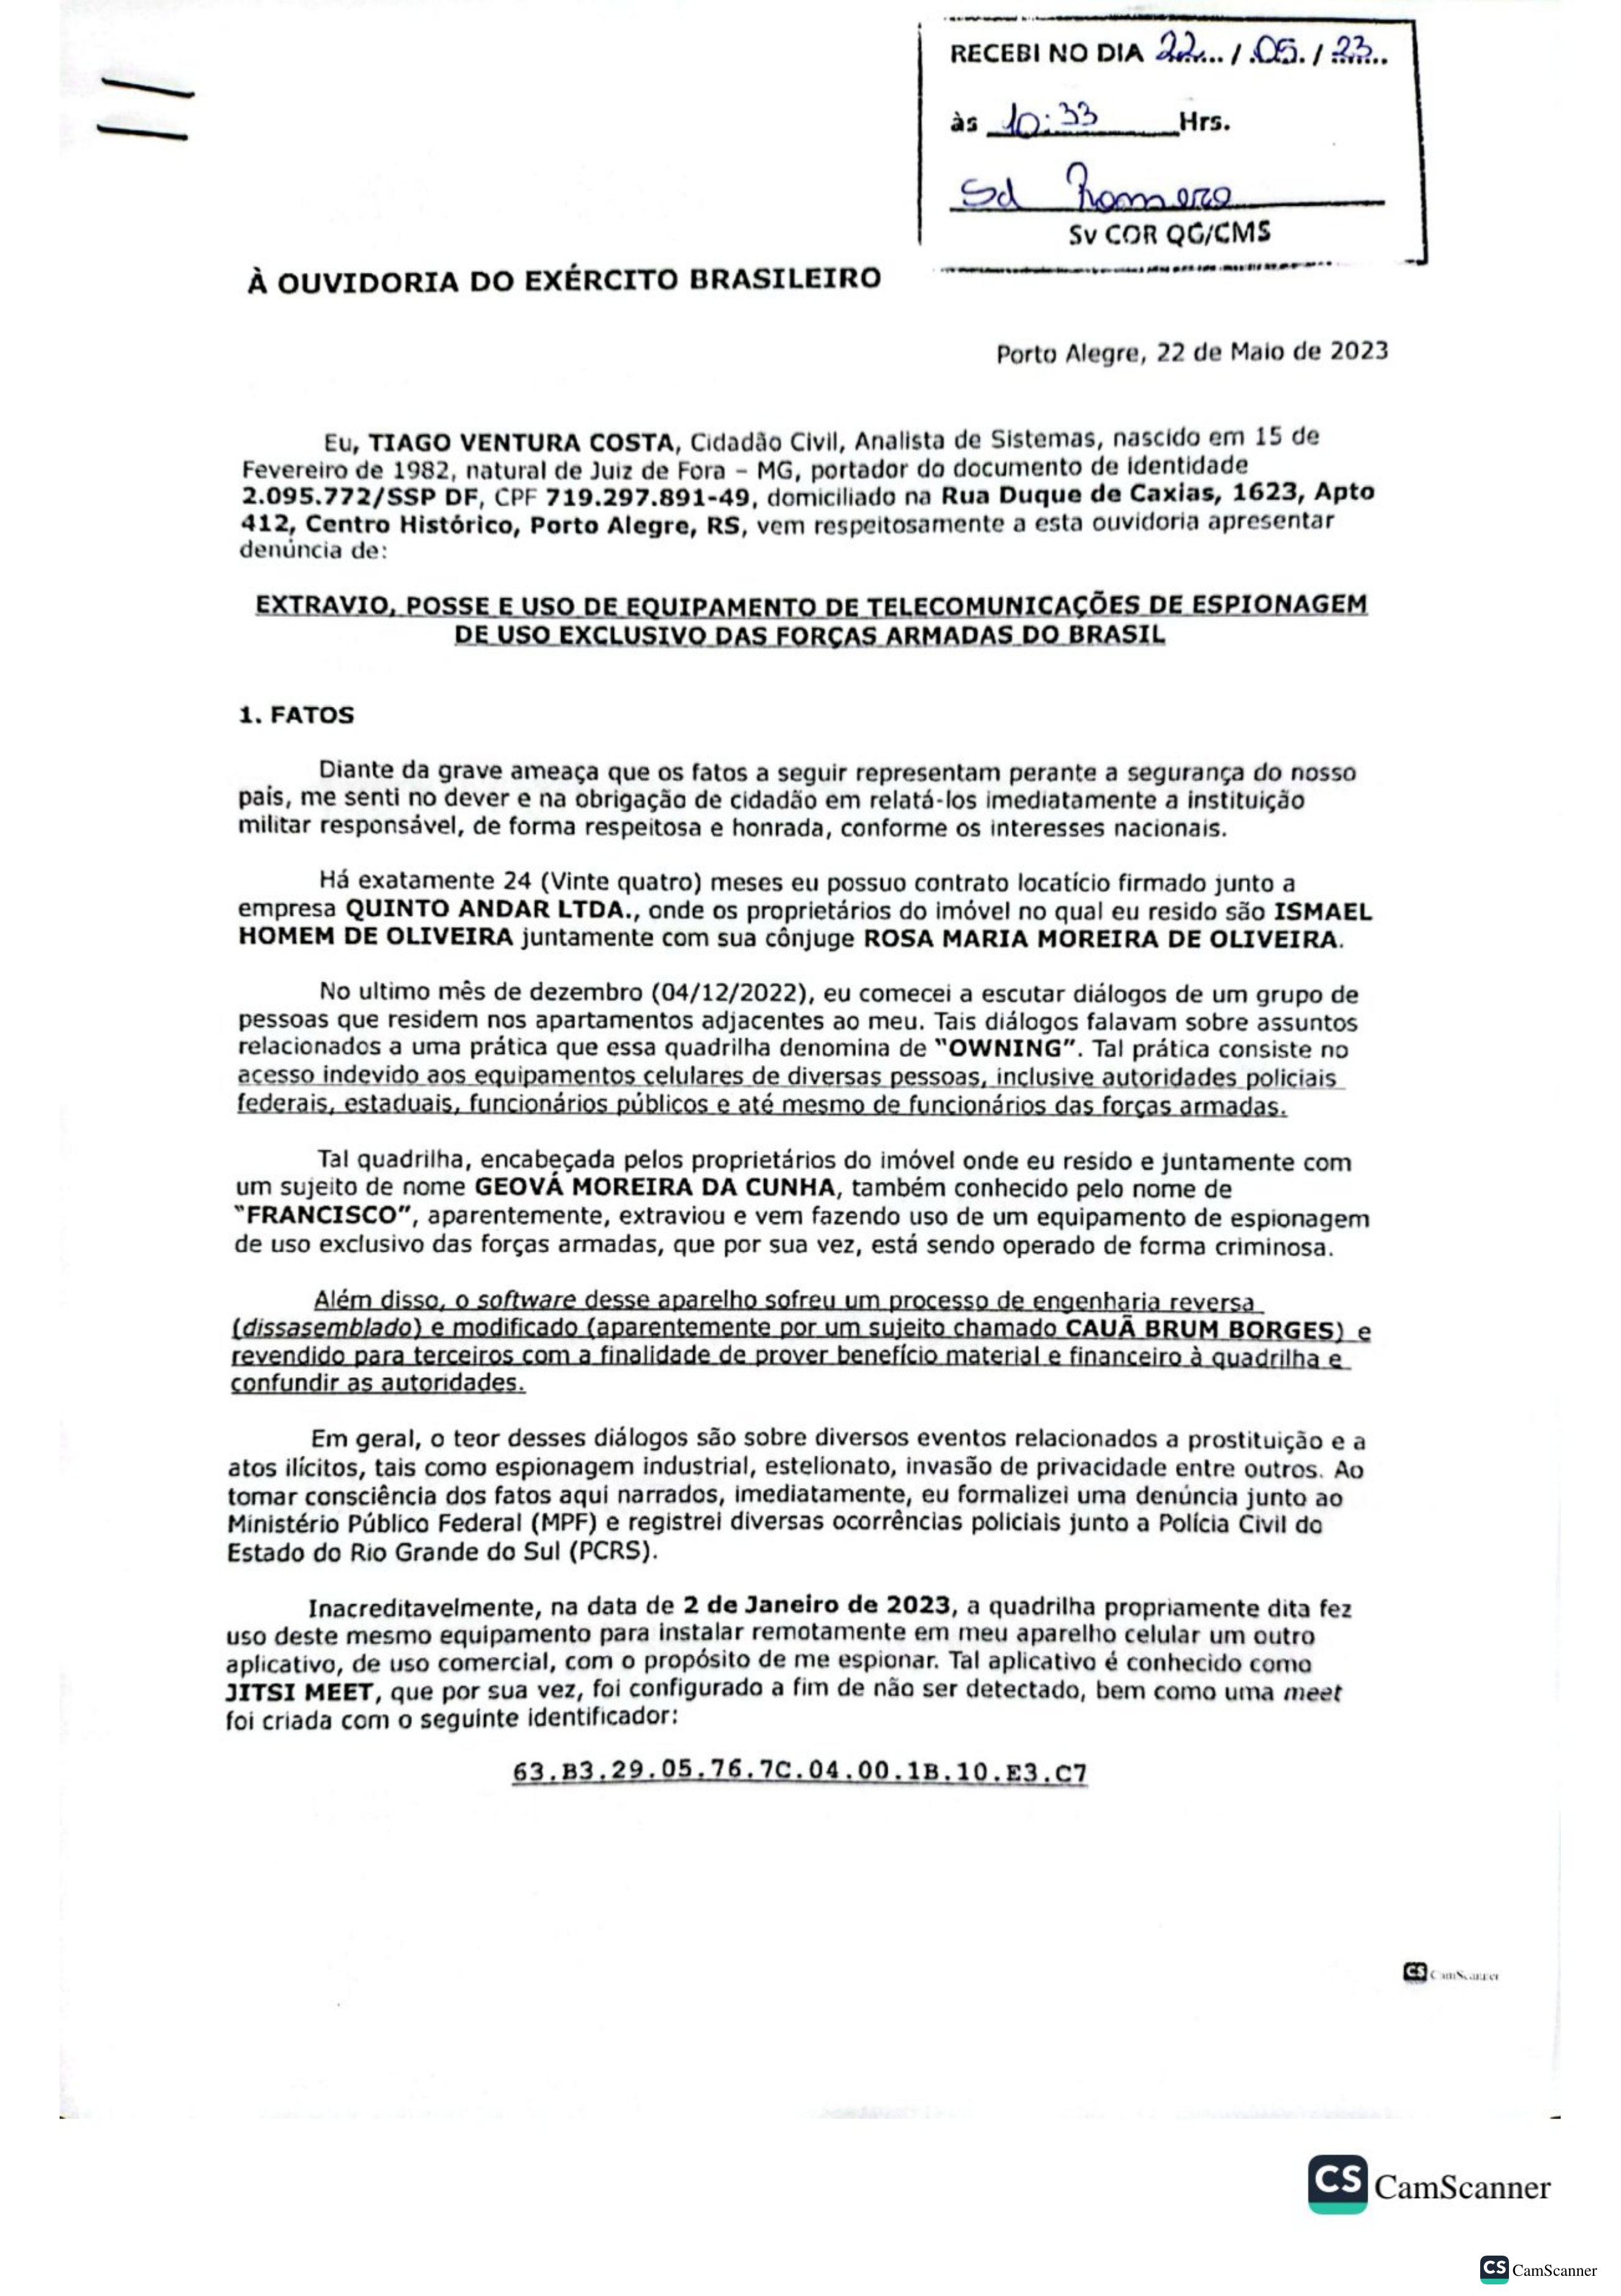 RECEBI NO DIA 22 / 05 / 23
às 10:33 Hrs.
Sd Romero
Sv COR QG/CMS
À OUVIDORIA DO EXÉRCITO BRASILEIRO
Porto Alegre, 22 de Maio de 2023
Eu, TIAGO VENTURA COSTA, Cidadão Civil, Analista de Sistemas, nascido em 15 de
Fevereiro de 1982, natural de Juiz de Fora – MG, portador do documento de identidade
2.095.772/SSP DF, CPF 719.297.891-49, domiciliado na Rua Duque de Caxias, 1623, Apto
412, Centro Histórico, Porto Alegre, RS, vem respeitosamente a esta ouvidoria apresentar
denúncia de:
EXTRAVIO, POSSE E USO DE EQUIPAMENTO DE TELECOMUNICAÇÕES DE ESPIONAGEM
DE USO EXCLUSIVO DAS FORÇAS ARMADAS DO BRASIL
1. FATOS
Diante da grave ameaça que os fatos a seguir representam perante a segurança do nosso
país, me senti no dever e na obrigação de cidadão em relatá-los imediatamente a instituição
militar responsável, de forma respeitosa e honrada, conforme os interesses nacionais.
Há exatamente 24 (Vinte quatro) meses eu possuo contrato locatício firmado junto a
empresa QUINTO ANDAR LTDA., onde os proprietários do imóvel no qual eu resido são ISMAEL
HOMEM DE OLIVEIRA juntamente com sua cônjuge ROSA MARIA MOREIRA DE OLIVEIRA.
No ultimo mês de dezembro (04/12/2022), eu comecei a escutar diálogos de um grupo de
pessoas que residem nos apartamentos adjacentes ao meu. Tais diálogos falavam sobre assuntos
relacionados a uma prática que essa quadrilha denomina de “OWNING”. Tal prática consiste no
acesso indevido aos equipamentos celulares de diversas pessoas, inclusive autoridades policiais
federais, estaduais, funcionários públicos e até mesmo de funcionários das forças armadas.
Tal quadrilha, encabeçada pelos proprietários do imóvel onde eu resido e juntamente com
um sujeito de nome GEOVÁ MOREIRA DA CUNHA, também conhecido pelo nome de
“FRANCISCO”, aparentemente, extraviou e vem fazendo uso de um equipamento de espionagem
de uso exclusivo das forças armadas, que por sua vez, está sendo operado de forma criminosa.
Além disso, o software desse aparelho sofreu um processo de engenharia reversa
(dissasemblado) e modificado (aparentemente por um sujeito chamado CAUÃ BRUM BORGES) e
revendido para terceiros com a finalidade de prover benefício material e financeiro à quadrilha e
confundir as autoridades.
Em geral, o teor desses diálogos são sobre diversos eventos relacionados a prostituição e a
atos ilícitos, tais como espionagem industrial, estelionato, invasão de privacidade entre outros. Ao
tomar consciência dos fatos aqui narrados, imediatamente, eu formalizei uma denúncia junto ao
Ministério Público Federal (MPF) e registrei diversas ocorrências policiais junto a Polícia Civil do
Estado do Rio Grande do Sul (PCRS).
Inacreditavelmente, na data de 2 de Janeiro de 2023, a quadrilha propriamente dita fez
uso deste mesmo equipamento para instalar remotamente em meu aparelho celular um outro
aplicativo, de uso comercial, com o propósito de me espionar. Tal aplicativo é conhecido como
JITSI MEET, que por sua vez, foi configurado a fim de não ser detectado, bem como uma meet
foi criada com o seguinte identificador:
63.B3.29.05.76.7C.04.00.1B.10.E3.C7
CS CamScanner
CS CamScanner
CS CamScanner